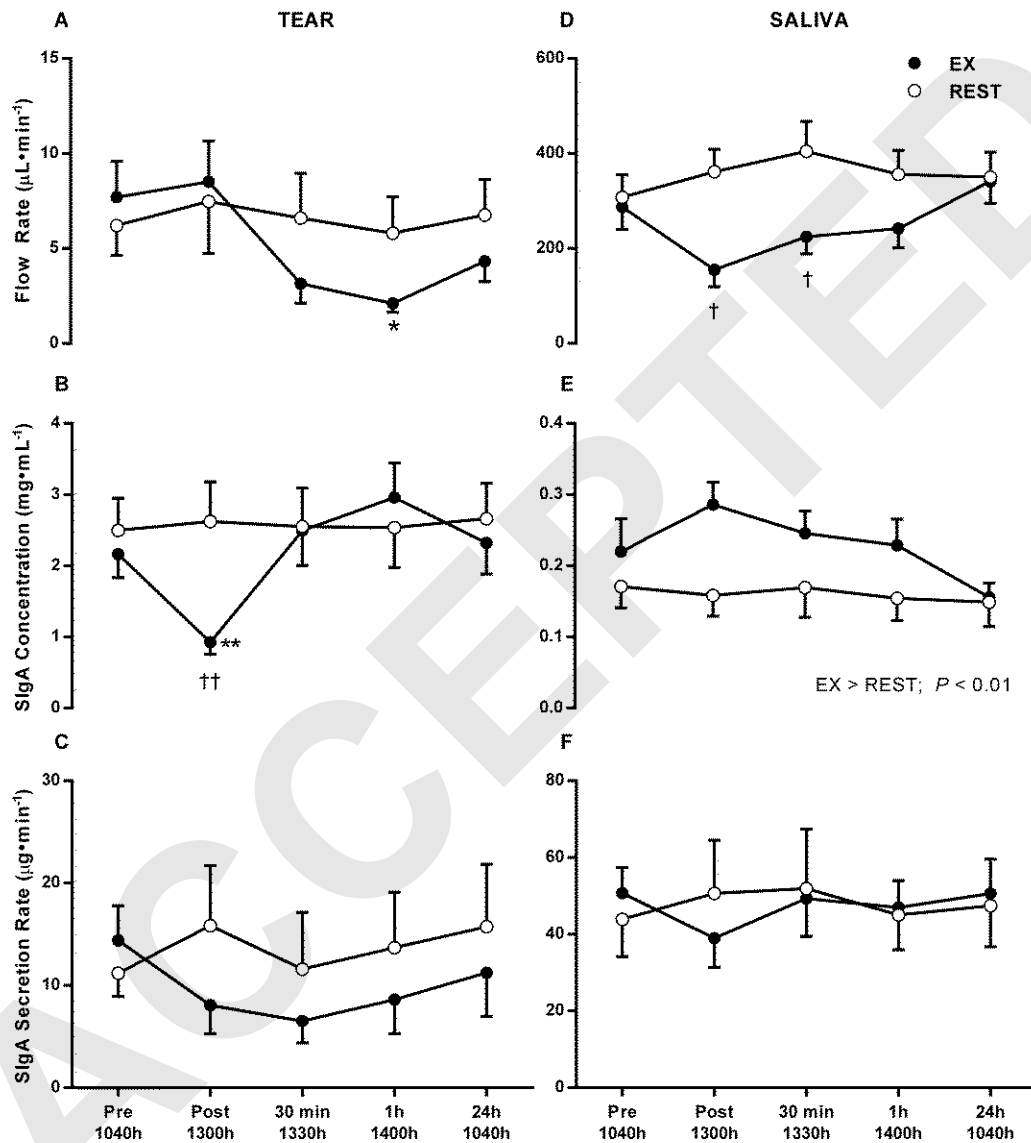 A TEAR D SALIVA
EX
REST
15
10
5
0
Flow Rate (µL•min⁻¹)
*
600
400
200
0
†
†
B E
4
3
2
1
0
SIgA Concentration (mg•mL⁻¹)
**
††
0.4
0.3
0.2
0.1
0.0
EX > REST; P < 0.01
C F
30
20
10
0
SIgA Secretion Rate (µg•min⁻¹)
80
60
40
20
0
Pre Post 30 min 1h 24h
1040h 1300h 1330h 1400h 1040h
Pre Post 30 min 1h 24h
1040h 1300h 1330h 1400h 1040h
ACCEPTED